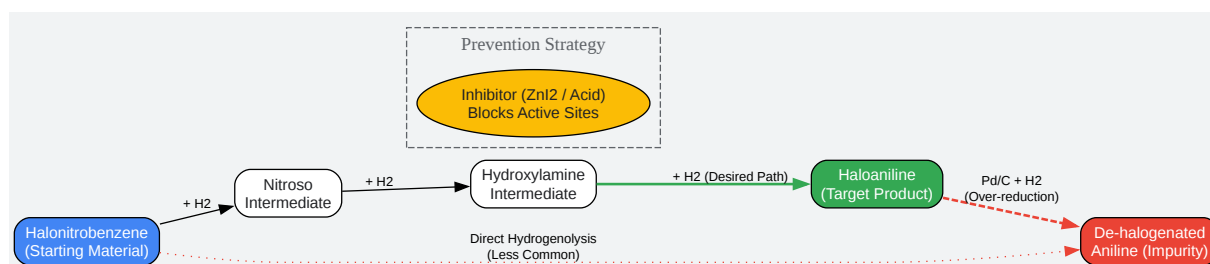 Prevention Strategy
Inhibitor (ZnI2 / Acid)
Blocks Active Sites
Halonitrobenzene
(Starting Material)
+ H2
Nitroso
Intermediate
+ H2
Hydroxylamine
Intermediate
+ H2 (Desired Path)
Haloaniline
(Target Product)
Pd/C + H2
(Over-reduction)
De-halogenated
Aniline (Impurity)
Direct Hydrogenolysis
(Less Common)